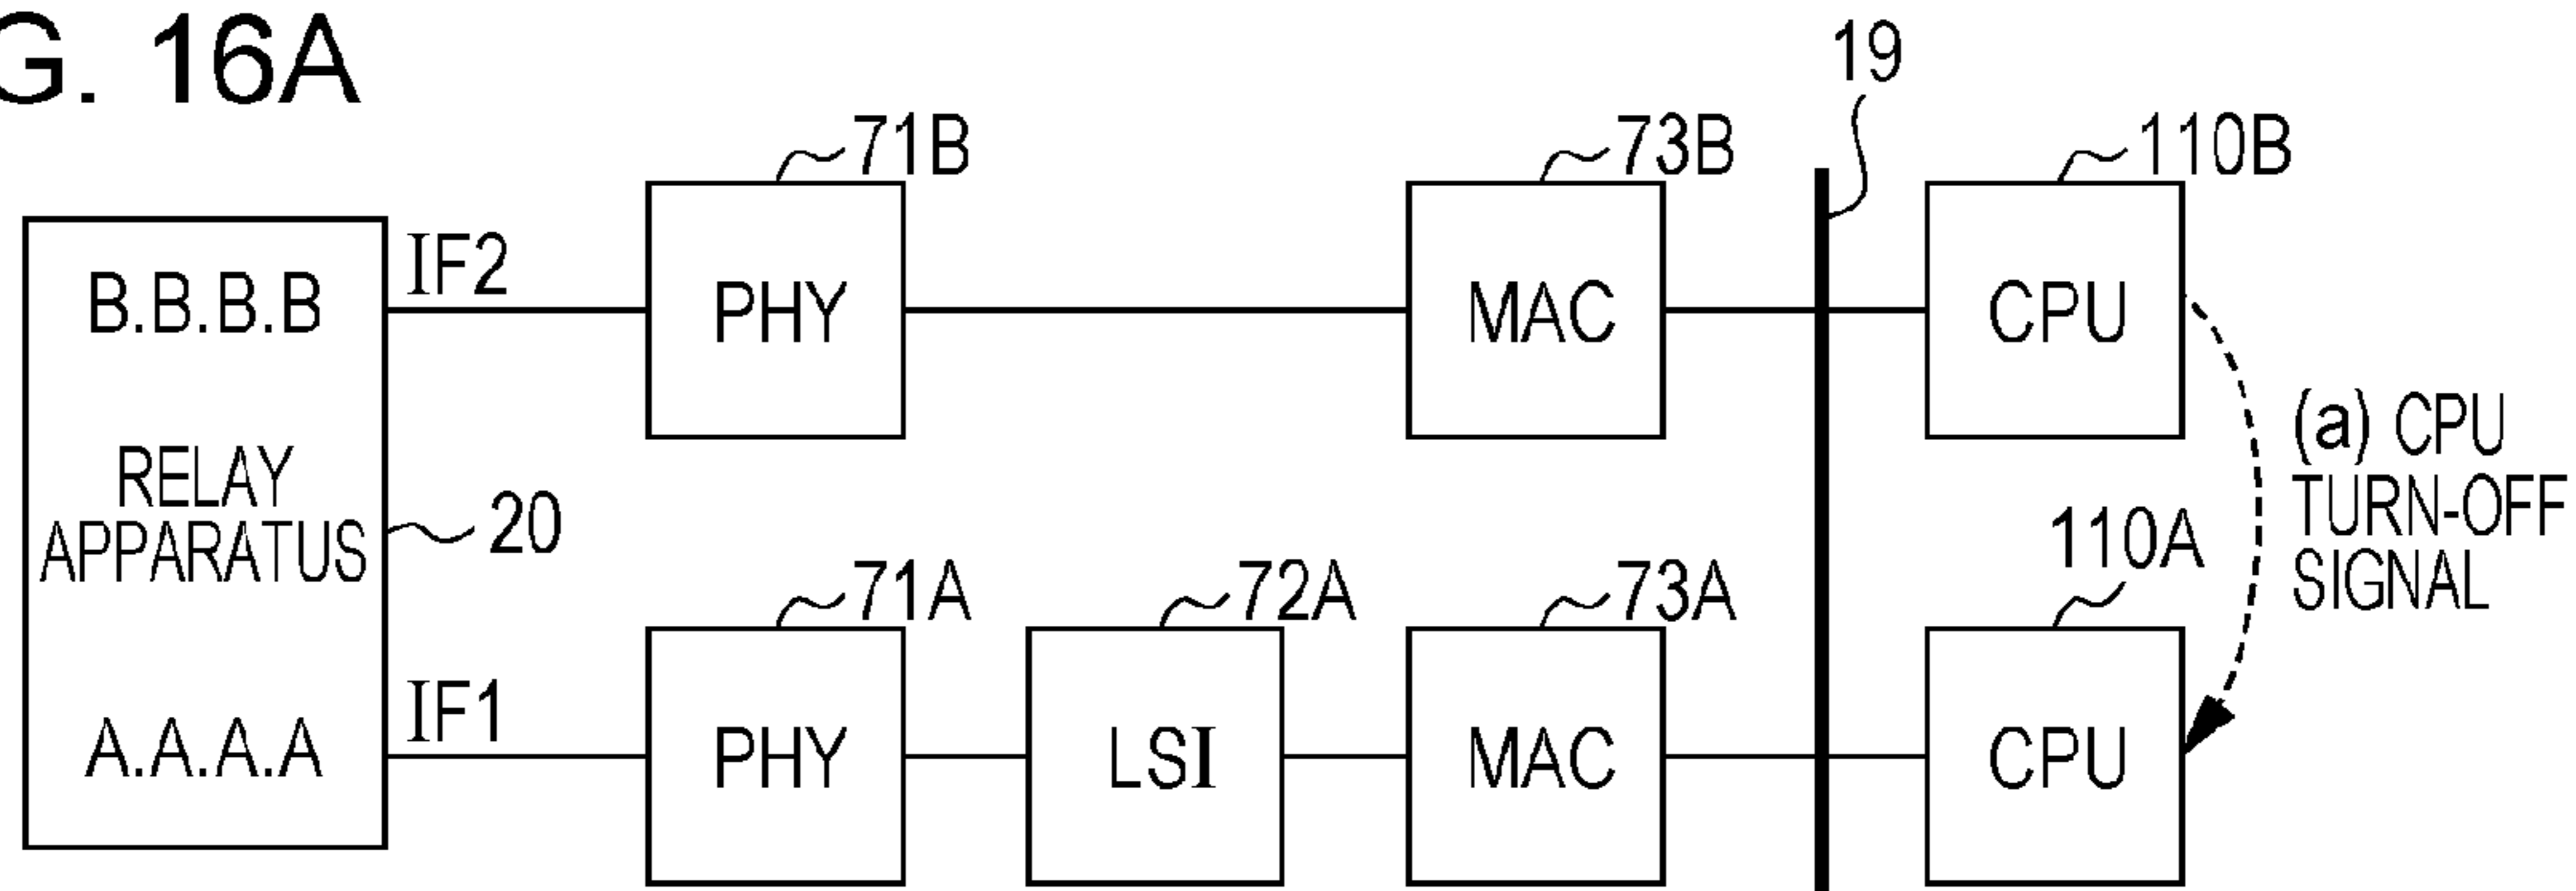 G. 16A
19
71B
73B
110B
IF2
B.B.B.B
PHY
MAC
CPU
(a) CPU
TURN-OFF
SIGNAL
RELAY
APPARATUS
20
110A
71A
72A
73A
IF1
A.A.A.A
PHY
LSI
MAC
CPU